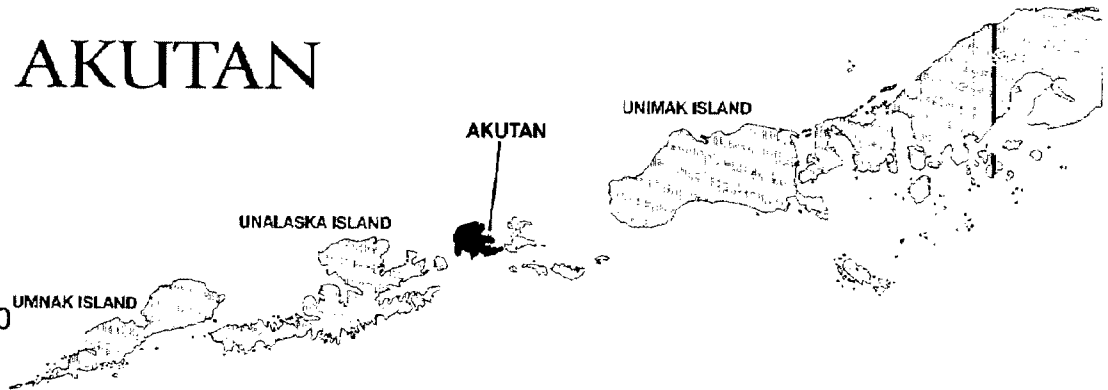 AKUTAN
UNIMAK ISLAND
AKUTAN
UNALASKA ISLAND
UMNAK ISLAND